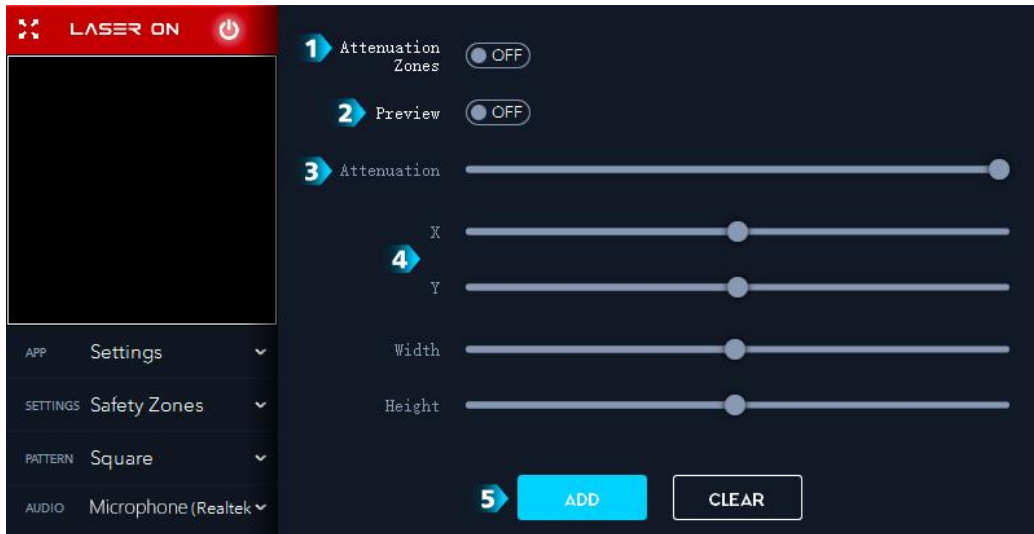 LASER ON
1 Attenuation
Zones OFF
2 Preview OFF
3 Attenuation
X
4
Y
Width
Height
5 ADD CLEAR
APP Settings
SETTINGS Safety Zones
PATTERN Square
AUDIO Microphone (Realtek